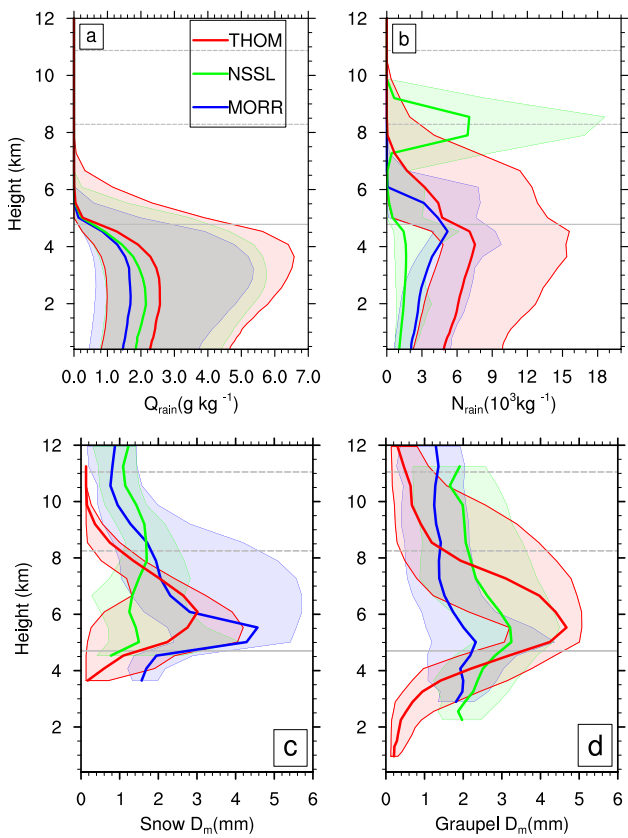 a
THOM
NSSL
MORR
Height (km)
12
10
8
6
4
2
0.0 1.0 2.0 3.0 4.0 5.0 6.0 7.0
Q_rain(g kg⁻¹)
b
12
10
8
6
4
2
0 3 6 9 12 15 18
N_rain(10³kg⁻¹)
Height (km)
12
10
8
6
4
2
c
0 1 2 3 4 5 6
Snow D_m(mm)
12
10
8
6
4
2
d
0 1 2 3 4 5 6
Graupel D_m(mm)